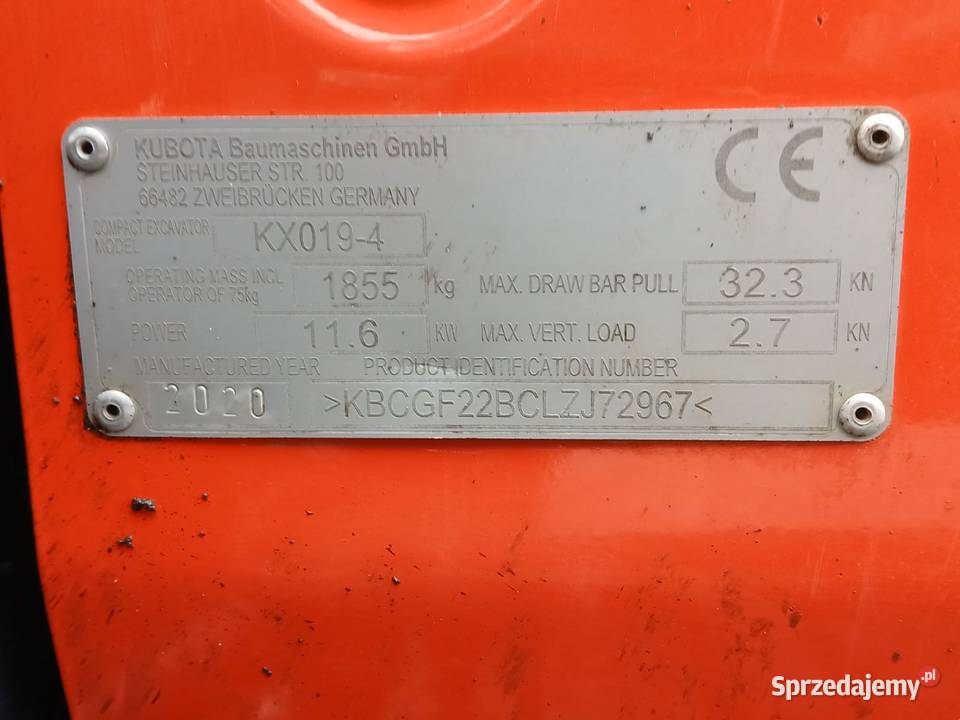 KUBOTA Baumaschinen GmbH
STEINHAUSER STR. 100
66482 ZWEIBRÜCKEN GERMANY
CE
COMPACT EXCAVATOR
MODEL KX019-4
OPERATING MASS INCL.
OPERATOR OF 75kg 1855 kg MAX. DRAW BAR PULL 32.3 KN
POWER 11.6 KW MAX. VERT. LOAD 2.7 KN
MANUFACTURED YEAR PRODUCT IDENTIFICATION NUMBER
2020 >KBCGF22BCLZJ72967<
Sprzedajemy.pl